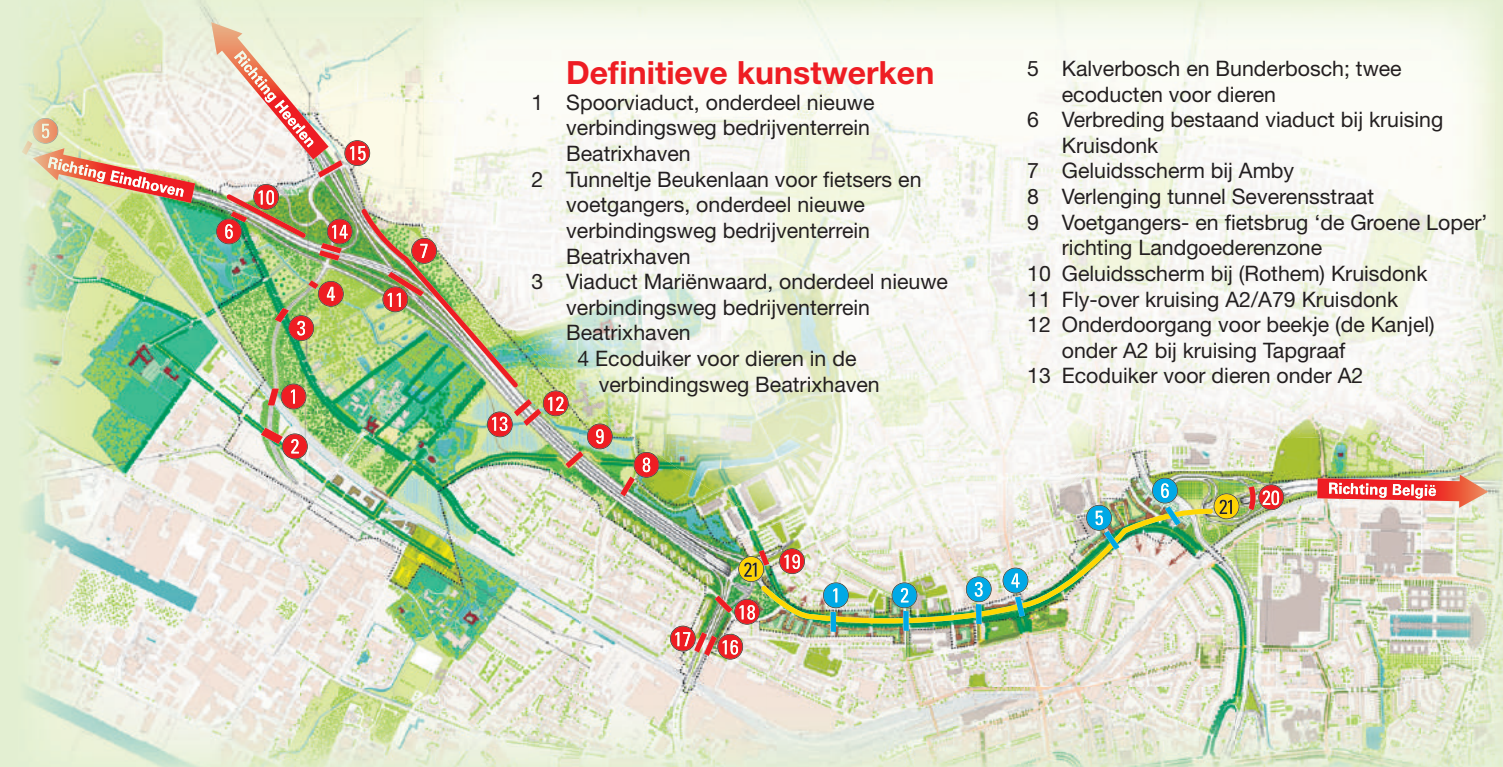 Definitieve kunstwerken
1 Spoorviaduct, onderdeel nieuwe
verbindingsweg bedrijventerrein
Beatrixhaven
2 Tunneltje Beukenlaan voor fietsers en
voetgangers, onderdeel nieuwe
verbindingsweg bedrijventerrein
Beatrixhaven
3 Viaduct Mariënwaard, onderdeel nieuwe
verbindingsweg bedrijventerrein
Beatrixhaven
4 Ecoduiker voor dieren in de
verbindingsweg Beatrixhaven
5 Kalverbosch en Bunderbosch; twee
ecoducten voor dieren
6 Verbreding bestaand viaduct bij kruising
Kruisdonk
7 Geluidsscherm bij Amby
8 Verlenging tunnel Severensstraat
9 Voetgangers- en fietsbrug ‘de Groene Loper’
richting Landgoederenzone
10 Geluidsscherm bij (Rothem) Kruisdonk
11 Fly-over kruising A2/A79 Kruisdonk
12 Onderdoorgang voor beekje (de Kanjel)
onder A2 bij kruising Tapgraaf
13 Ecoduiker voor dieren onder A2
Richting Heerlen
5
Richting Eindhoven
15
10
6
14
7
4
11
3
1
12
13
2
9
8
6
Richting België
20
21
5
19
21
4
3
2
1
18
17
16